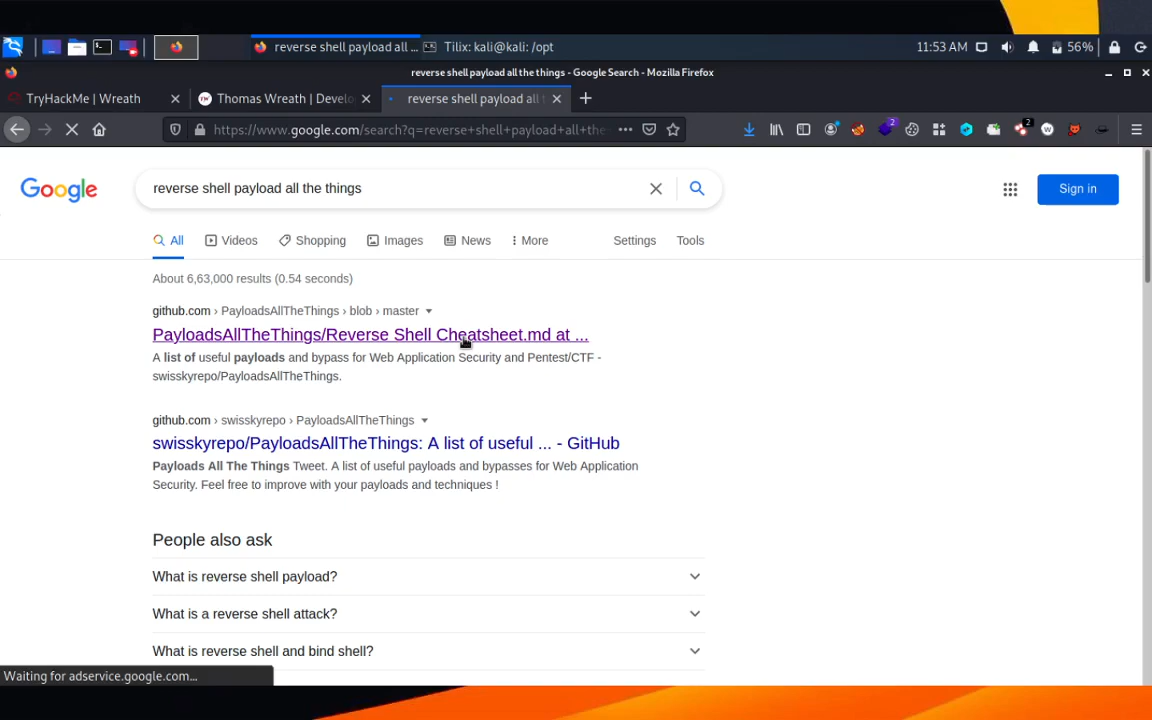 reverse shell payload all ...
Tilix: kali@kali: /opt
11:53 AM
56%
reverse shell payload all the things - Google Search - Mozilla Firefox
TryHackMe | Wreath
Thomas Wreath | Develo
reverse shell payload all t
https://www.google.com/search?q=reverse+shell+payload+all+the
2
2
W
Google
reverse shell payload all the things
Sign in
All
Videos
Shopping
Images
News
More
Settings
Tools
About 6,63,000 results (0.54 seconds)
github.com › PayloadsAllTheThings › blob › master
PayloadsAllTheThings/Reverse Shell Cheatsheet.md at ...
A list of useful payloads and bypass for Web Application Security and Pentest/CTF -
swisskyrepo/PayloadsAllTheThings.
github.com › swisskyrepo › PayloadsAllTheThings
swisskyrepo/PayloadsAllTheThings: A list of useful ... - GitHub
Payloads All The Things Tweet. A list of useful payloads and bypasses for Web Application
Security. Feel free to improve with your payloads and techniques !
People also ask
What is reverse shell payload?
What is a reverse shell attack?
What is reverse shell and bind shell?
Waiting for adservice.google.com...